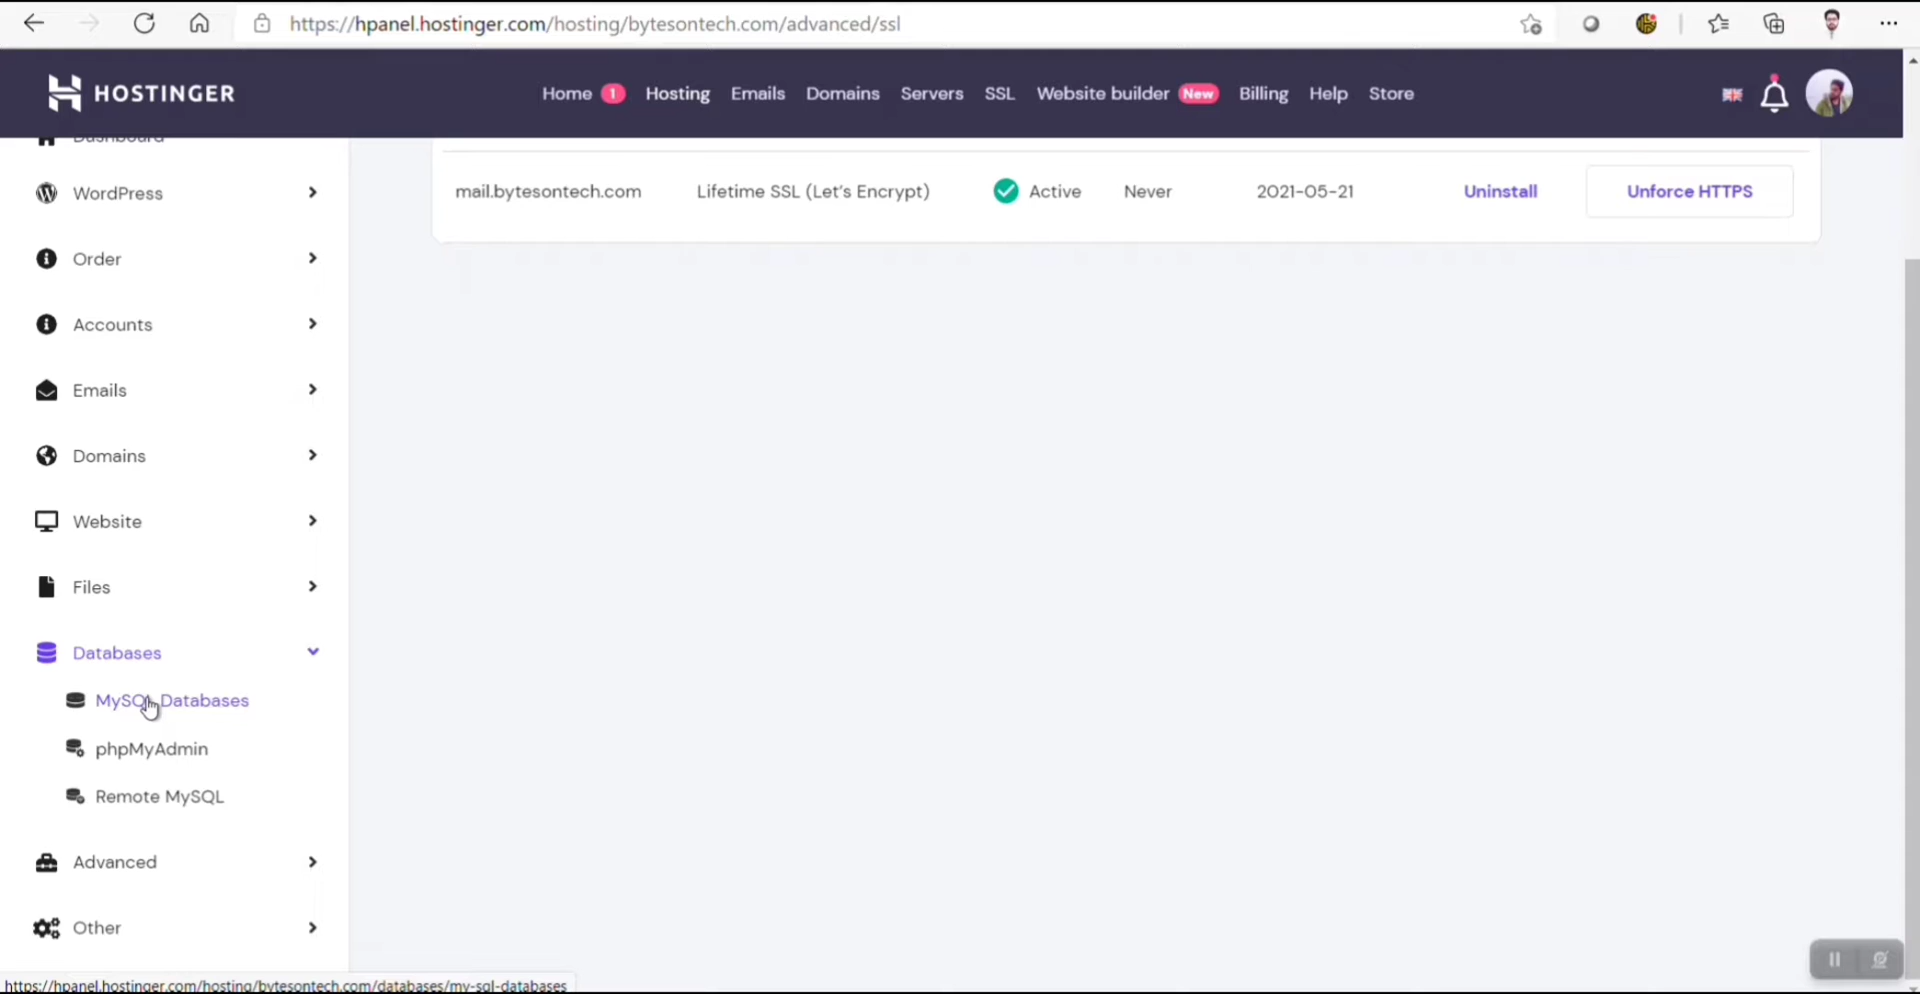 https://hpanel.hostinger.com/hosting/bytesontech.com/advanced/ssl
HOSTINGER
Home 1 Hosting Emails Domains Servers SSL Website builder New Billing Help Store
Dashboard
WordPress
Order
Accounts
Emails
Domains
Website
Files
Databases
MySQL Databases
phpMyAdmin
Remote MySQL
Advanced
Other
mail.bytesontech.com Lifetime SSL (Let's Encrypt) Active Never 2021-05-21 Uninstall Unforce HTTPS
https://hpanel.hostinger.com/hosting/bytesontech.com/databases/my-sql-databases